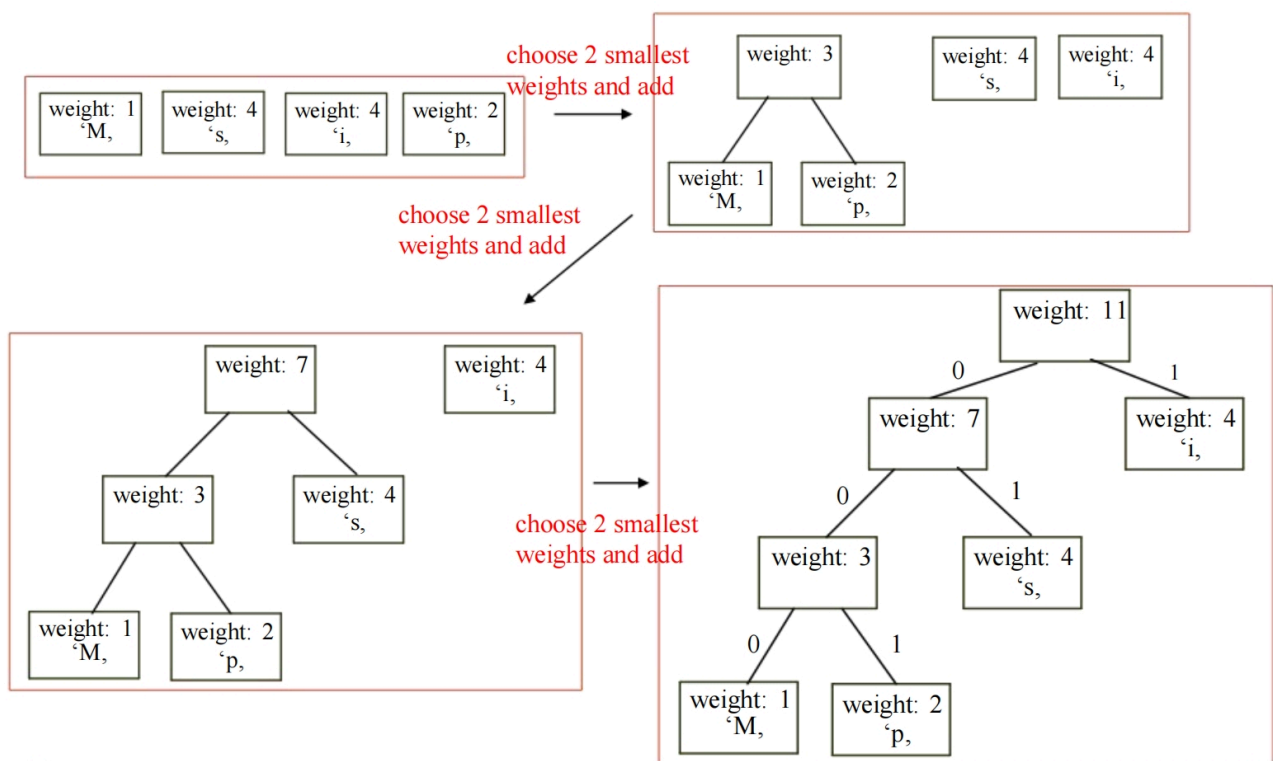 weight: 1
‘M,
weight: 4
‘s,
weight: 4
‘i,
weight: 2
‘p,
choose 2 smallest
weights and add
weight: 3
weight: 4
‘s,
weight: 4
‘i,
weight: 1
‘M,
weight: 2
‘p,
choose 2 smallest
weights and add
weight: 7
weight: 4
‘i,
weight: 3
weight: 4
‘s,
weight: 1
‘M,
weight: 2
‘p,
choose 2 smallest
weights and add
weight: 11
0
1
weight: 7
weight: 4
‘i,
0
1
weight: 3
weight: 4
‘s,
0
1
weight: 1
‘M,
weight: 2
‘p,